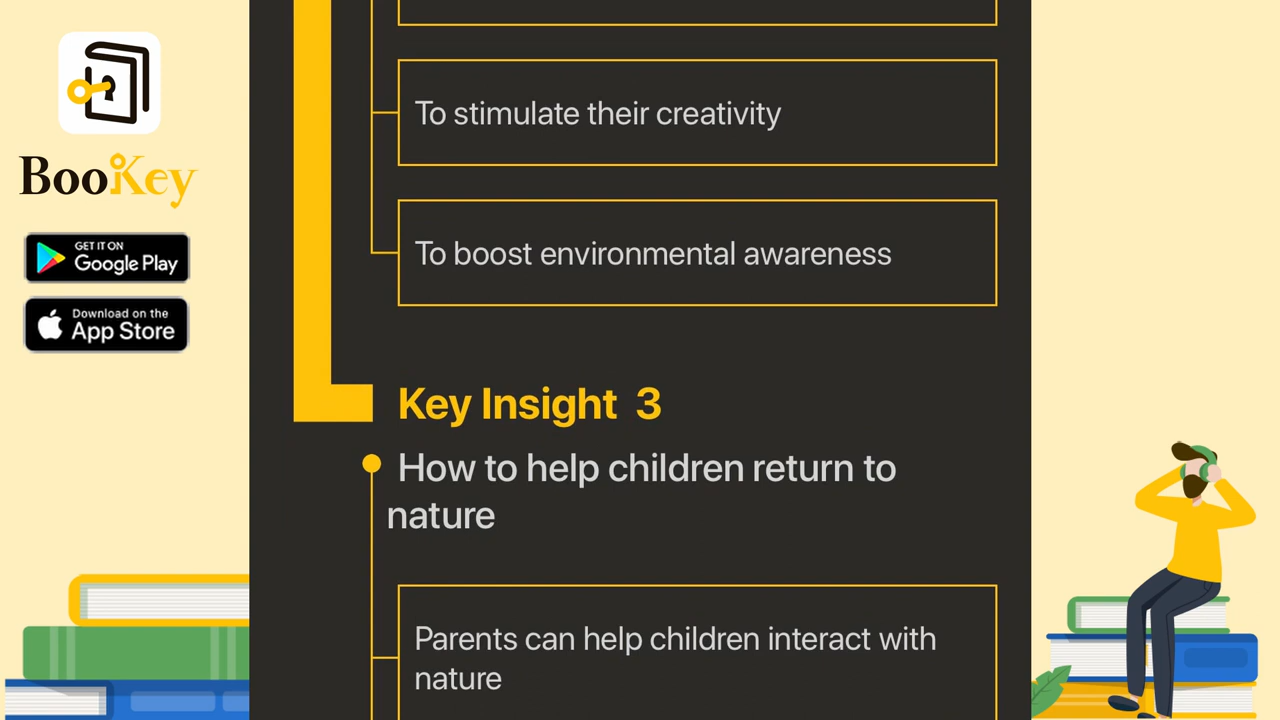 BooKey
GET IT ON
Google Play
Download on the
App Store
To stimulate their creativity
To boost environmental awareness
Key Insight 3
How to help children return to
nature
Parents can help children interact with
nature